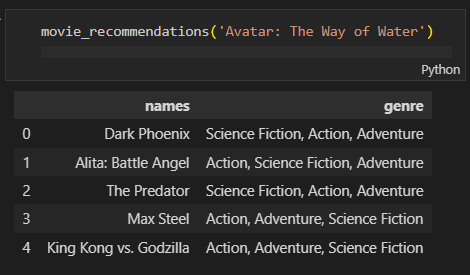 movie_recommendations('Avatar: The Way of Water')
Python
names genre
0 Dark Phoenix Science Fiction, Action, Adventure
1 Alita: Battle Angel Action, Science Fiction, Adventure
2 The Predator Science Fiction, Action, Adventure
3 Max Steel Action, Adventure, Science Fiction
4 King Kong vs. Godzilla Action, Adventure, Science Fiction